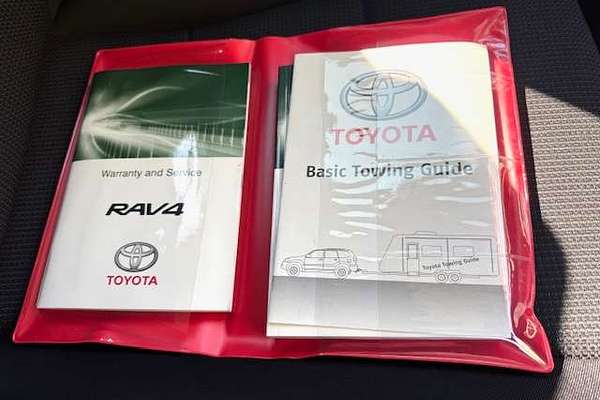 Warranty and Service
RAV4
TOYOTA
TOYOTA
Basic Towing Guide
Toyota Towing Guide